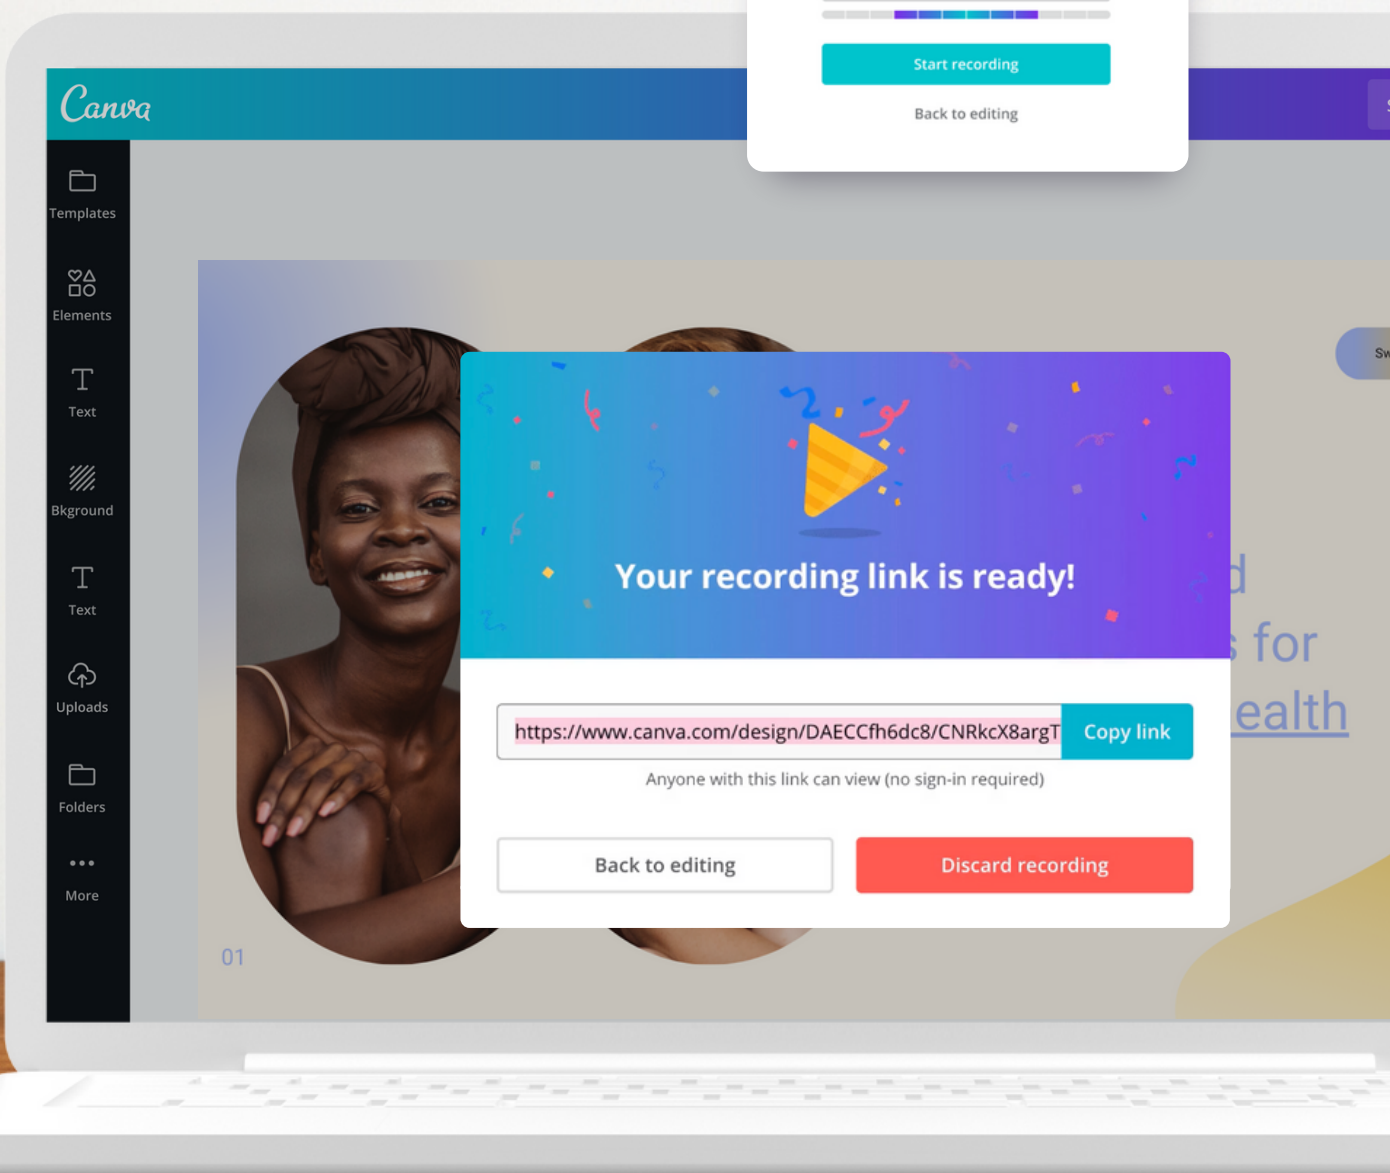 Start recording
Back to editing
Canva
Templates
Elements
Text
Bkground
Text
Uploads
Folders
More
Your recording link is ready!
https://www.canva.com/design/DAECCfh6dc8/CNRkcX8argT
Copy link
Anyone with this link can view (no sign-in required)
Back to editing
Discard recording
for
ealth
01